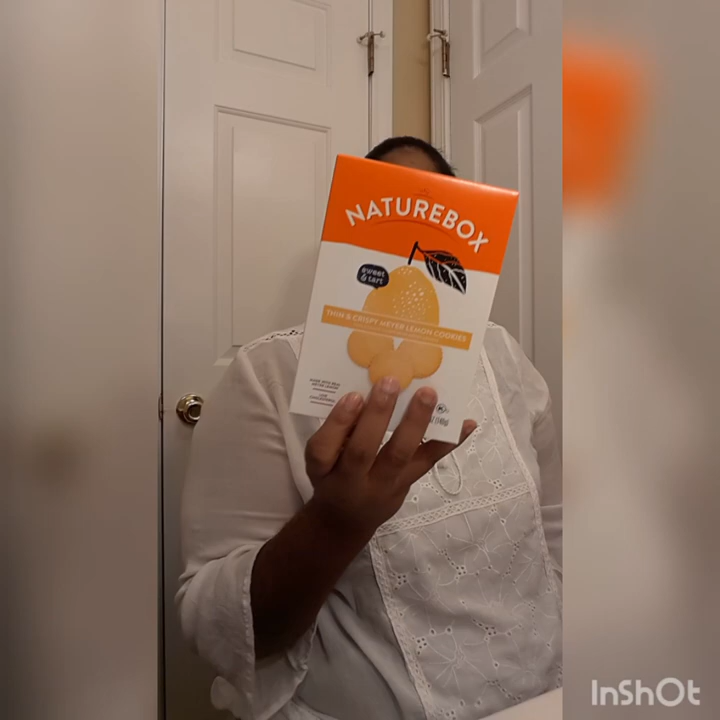 NATUREBOX
sweet
& tart
THIN & CRISPY MEYER LEMON COOKIES
InShOt